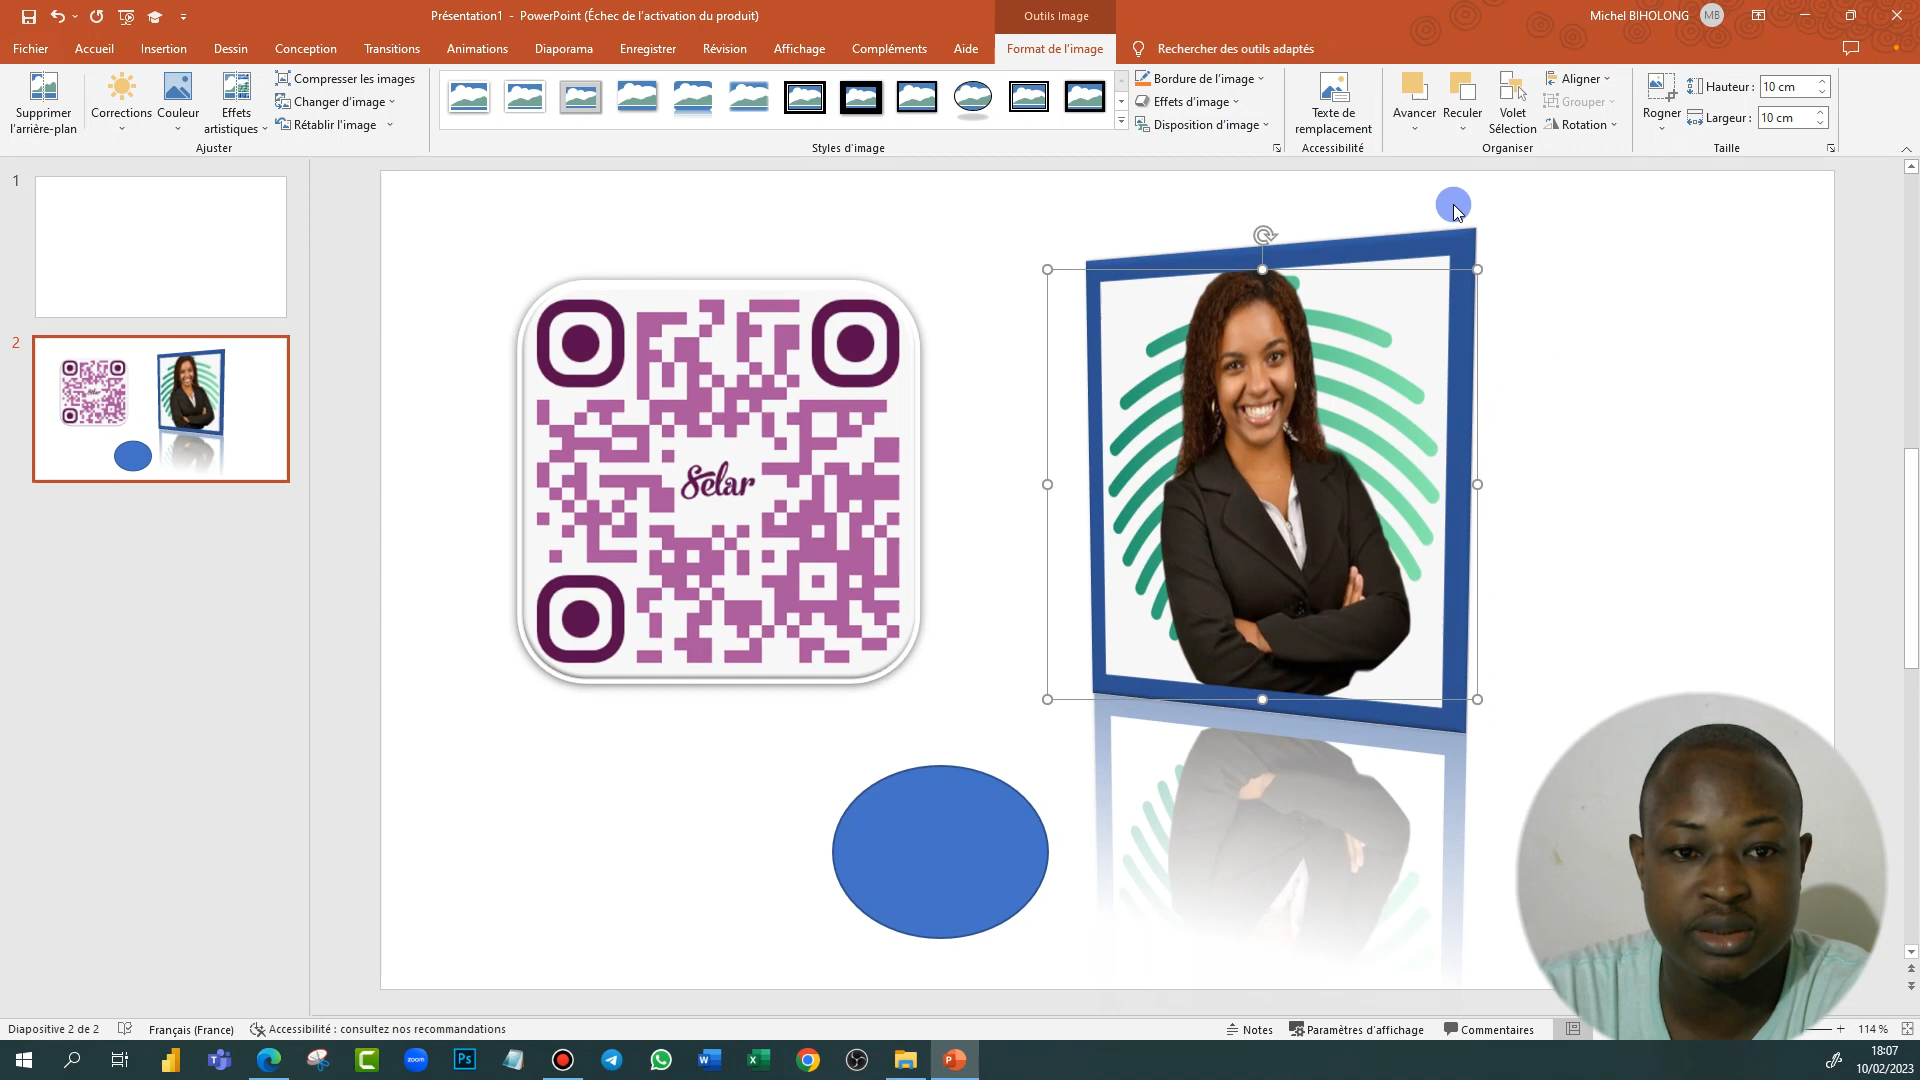 Présentation1 - PowerPoint (Échec de l'activation du produit)
Outils Image
Michel BIHOLONG
MB
Fichier Accueil Insertion Dessin Conception Transitions Animations Diaporama Enregistrer Révision Affichage Compléments Aide Format de l'image Rechercher des outils adaptés
Supprimer
l'arrière-plan
Corrections
Couleur
Effets
artistiques
Compresser les images
Changer d'image
Rétablir l'image
Ajuster
Styles d'image
Bordure de l'image
Effets d'image
Disposition d'image
Texte de
remplacement
Accessibilité
Avancer
Reculer
Volet
Sélection
Aligner
Grouper
Rotation
Organiser
Rogner
Hauteur : 10 cm
Largeur : 10 cm
Taille
1
2
Selar
Diapositive 2 de 2
Français (France)
Accessibilité : consultez nos recommandations
Notes
Paramètres d'affichage
Commentaires
114 %
zoom
Ps
18:07
10/02/2023